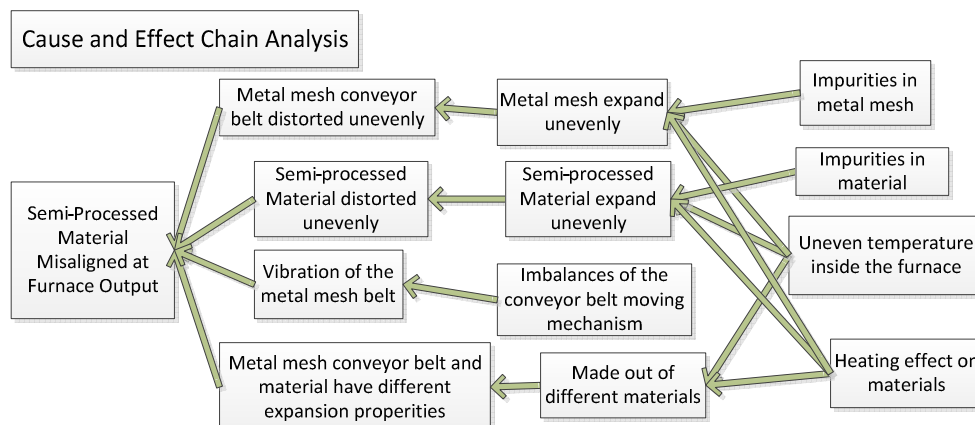 Cause and Effect Chain Analysis
Metal mesh conveyor
belt distorted unevenly
Metal mesh expand
unevenly
Impurities in
metal mesh
Semi-processed
Material distorted
unevenly
Semi-processed
Material expand
unevenly
Impurities in
material
Semi-Processed
Material
Misaligned at
Furnace Output
Uneven temperature
inside the furnace
Vibration of the
metal mesh belt
Imbalances of the
conveyor belt moving
mechanism
Metal mesh conveyor belt and
material have different
expansion properities
Made out of
different materials
Heating effect on
materials